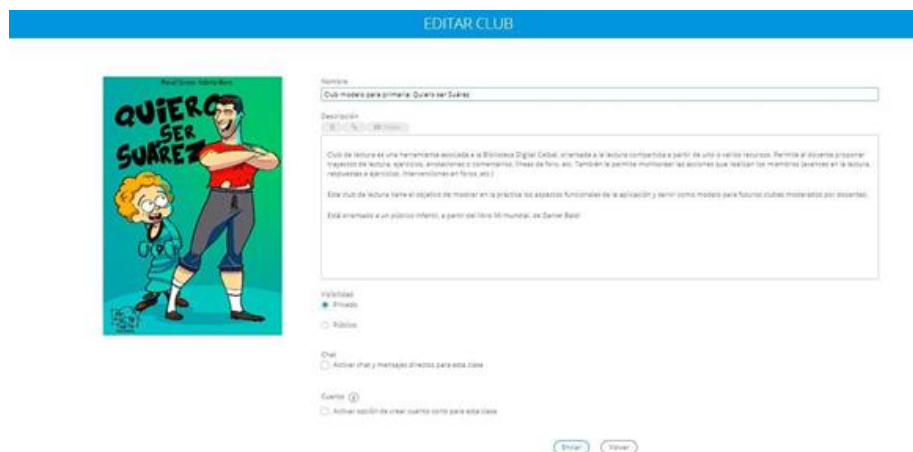 EDITAR CLUB
QUIERO
SER
SUÁREZ
Nombre
Club modelo para primaria: Quiero ser Suárez
Descripción
Club de lectura es una herramienta asociada a la Biblioteca Digital Ceibal, orientada a la lectura compartida a partir de uno o varios recursos. Permite al docente proponer
trayectos de lectura, ejercicios, anotaciones o comentarios, líneas de foro, etc. También le permite monitorear las acciones que realizan los miembros (avances en la lectura,
respuestas a ejercicios, intervenciones en foros, etc.)
Este club de lectura tiene el objetivo de mostrar en la práctica los aspectos funcionales de la aplicación y servir como modelo para futuros clubes moderados por docentes.
Está orientado a un público infantil, a partir del libro Mi mundial, de Daniel Baldi
Visibilidad
Privado
Público
Chat
Activar chat y mensajes directos para esta clase
Cuento
Activar opción de crear cuento corto para esta clase
Enviar
Volver